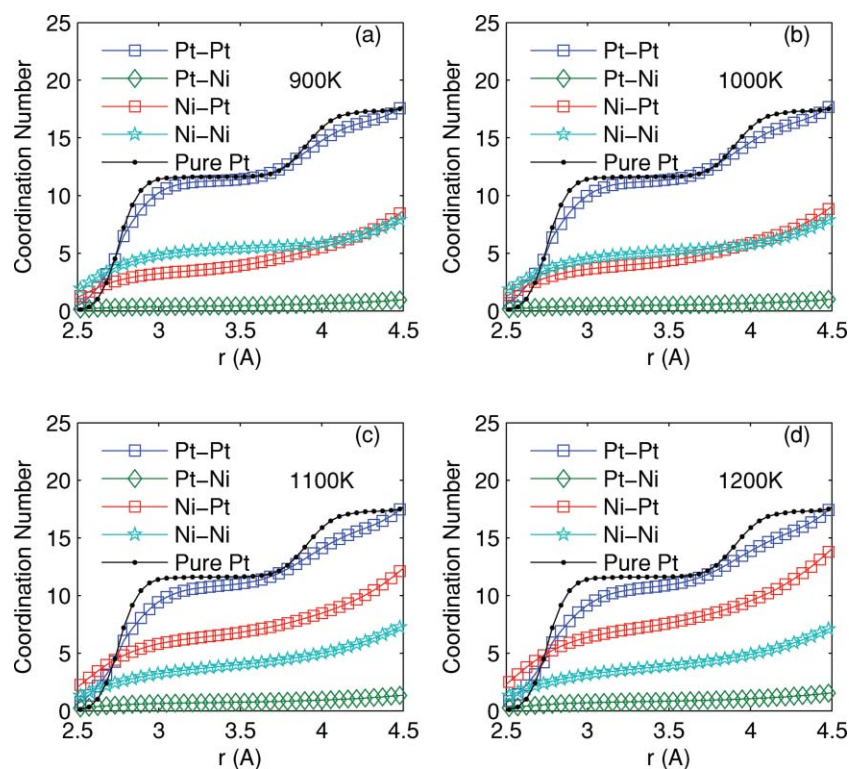 (a)
Pt−Pt
Pt−Ni
Ni−Pt
Ni−Ni
Pure Pt
900K
Coordination Number
25
20
15
10
5
0
2.5
3
3.5
4
4.5
r (A)
(b)
Pt−Pt
Pt−Ni
Ni−Pt
Ni−Ni
Pure Pt
1000K
Coordination Number
25
20
15
10
5
0
2.5
3
3.5
4
4.5
r (A)
(c)
Pt−Pt
Pt−Ni
Ni−Pt
Ni−Ni
Pure Pt
1100K
Coordination Number
25
20
15
10
5
0
2.5
3
3.5
4
4.5
r (A)
(d)
Pt−Pt
Pt−Ni
Ni−Pt
Ni−Ni
Pure Pt
1200K
Coordination Number
25
20
15
10
5
0
2.5
3
3.5
4
4.5
r (A)